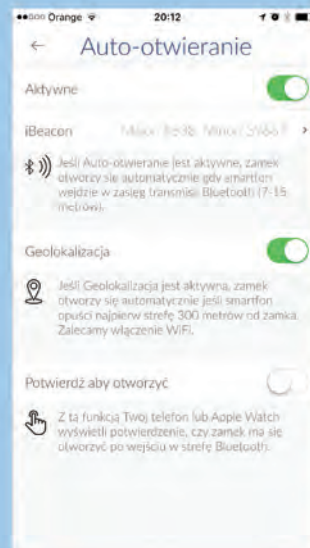 Orange 20:12
← Auto-otwieranie
Aktywne
iBeacon >
Jeśli Auto-otwieranie jest aktywne, zamek
otworzy się automatycznie gdy smartfon
wejdzie w zasięg transmisji Bluetooth (7-15
metrów).
Geolokalizacja
Jeśli Geolokalizacja jest aktywna, zamek
otworzy się automatycznie jeśli smartfon
opuści najpierw strefę 300 metrów od zamka.
Zalecamy włączenie WiFi.
Potwierdź aby otworzyć
Z tą funkcją Twój telefon lub Apple Watch
wyświetli potwierdzenie, czy zamek ma się
otworzyć po wejściu w strefę Bluetooth.